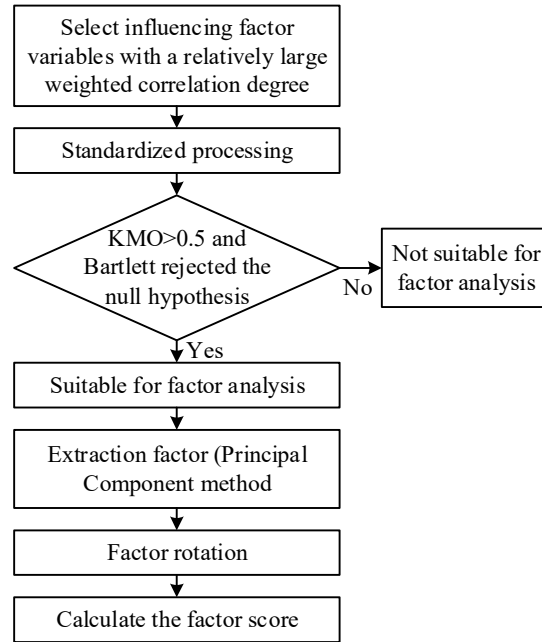 Select influencing factor
variables with a relatively large
weighted correlation degree
Standardized processing
KMO>0.5 and
Bartlett rejected the
null hypothesis
No
Not suitable for
factor analysis
Yes
Suitable for factor analysis
Extraction factor (Principal
Component method
Factor rotation
Calculate the factor score